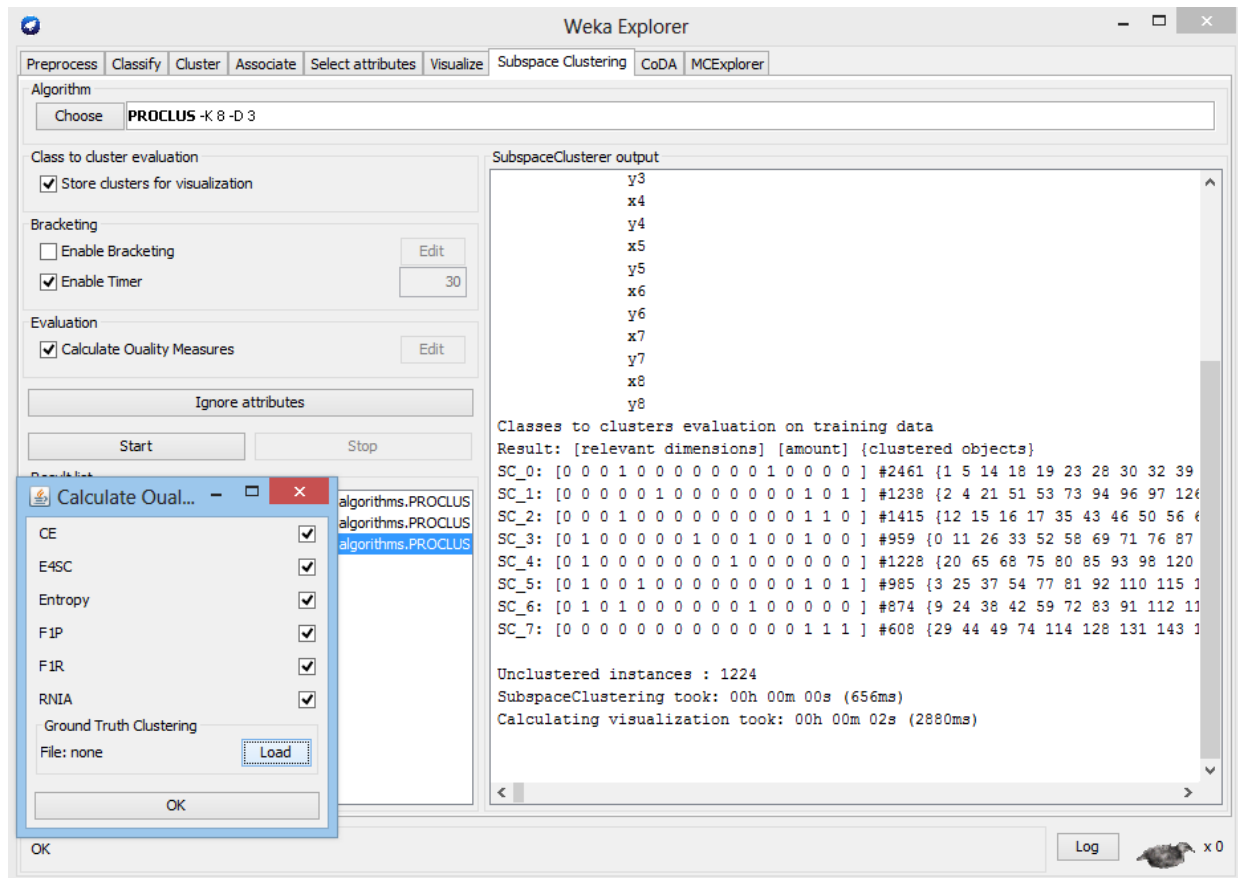 Weka Explorer
Preprocess Classify Cluster Associate Select attributes Visualize Subspace Clustering CoDA MCExplorer
Algorithm
Choose PROCLUS -K 8 -D 3
Class to cluster evaluation
Store clusters for visualization
Bracketing
Enable Bracketing Edit
Enable Timer 30
Evaluation
Calculate Quality Measures Edit
Ignore attributes
Start Stop
algorithms.PROCLUS
algorithms.PROCLUS
algorithms.PROCLUS
Calculate Qual...
CE
E4SC
Entropy
F1P
F1R
RNIA
Ground Truth Clustering
File: none Load
OK
SubspaceClusterer output
y3
x4
y4
x5
y5
x6
y6
x7
y7
x8
y8
Classes to clusters evaluation on training data
Result: [relevant dimensions] [amount] {clustered objects}
SC_0: [0 0 0 1 0 0 0 0 0 0 0 1 0 0 0 0 ] #2461 {1 5 14 18 19 23 28 30 32 39
SC_1: [0 0 0 0 0 1 0 0 0 0 0 0 0 1 0 1 ] #1238 {2 4 21 51 53 73 94 96 97 126
SC_2: [0 0 0 1 0 0 0 0 0 0 0 0 0 1 1 0 ] #1415 {12 15 16 17 35 43 46 50 56
SC_3: [0 1 0 0 0 0 0 1 0 0 1 0 0 1 0 0 ] #959 {0 11 26 33 52 58 69 71 76 87
SC_4: [0 1 0 0 0 0 0 0 0 1 0 0 0 0 0 0 ] #1228 {20 65 68 75 80 85 93 98 120
SC_5: [0 1 0 0 1 0 0 0 0 0 0 0 0 1 0 1 ] #985 {3 25 37 54 77 81 92 110 115 1
SC_6: [0 1 0 1 0 0 0 0 0 0 1 0 0 0 0 0 ] #874 {9 24 38 42 59 72 83 91 112 11
SC_7: [0 0 0 0 0 0 0 0 0 0 0 0 0 1 1 1 ] #608 {29 44 49 74 114 128 131 143 1
Unclustered instances : 1224
SubspaceClustering took: 00h 00m 00s (656ms)
Calculating visualization took: 00h 00m 02s (2880ms)
OK Log x 0